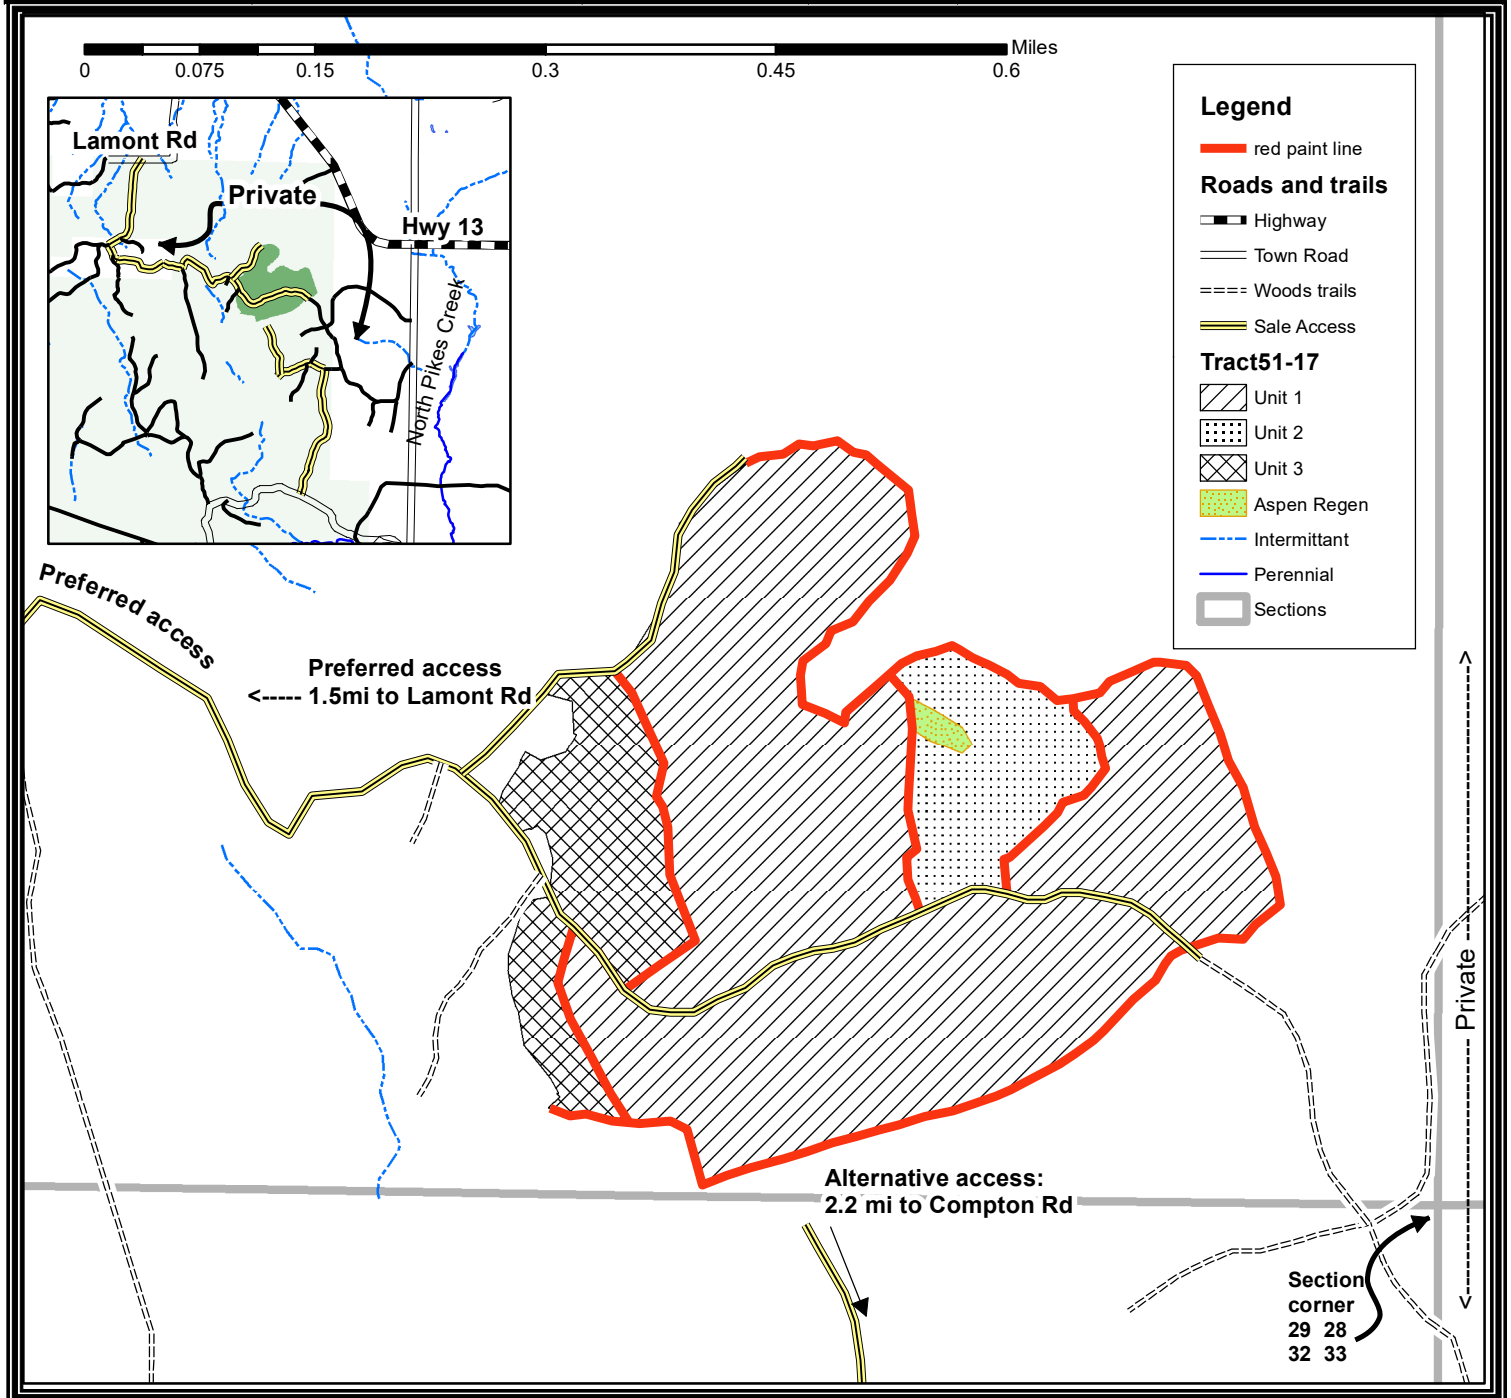 Miles
0 0.075 0.15 0.3 0.45 0.6
Lamont Rd
Private
Hwy 13
North Pikes Creek
Legend
red paint line
Roads and trails
Highway
Town Road
Woods trails
Sale Access
Tract51-17
Unit 1
Unit 2
Unit 3
Aspen Regen
Intermittant
Perennial
Sections
Preferred access
Preferred access
<----- 1.5mi to Lamont Rd
Private
Alternative access:
2.2 mi to Compton Rd
Section
corner
29 28
32 33